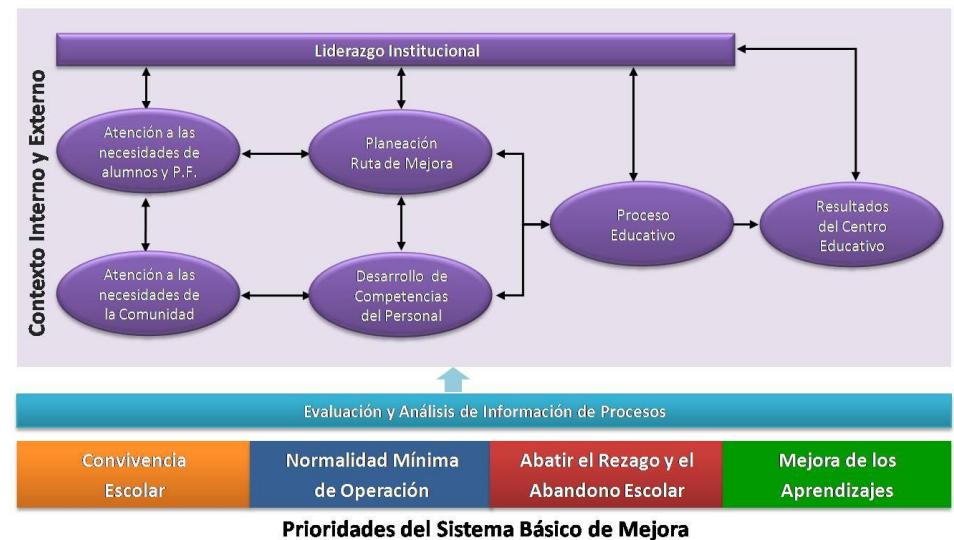 Liderazgo Institucional
Contexto Interno y Externo
Atención a las
necesidades de
alumnos y P.F.
Planeación
Ruta de Mejora
Proceso
Educativo
Resultados
del Centro
Educativo
Atención a las
necesidades de
la Comunidad
Desarrollo de
Competencias
del Personal
Evaluación y Análisis de Información de Procesos
Convivencia
Escolar
Normalidad Mínima
de Operación
Abatir el Rezago y el
Abandono Escolar
Mejora de los
Aprendizajes
Prioridades del Sistema Básico de Mejora